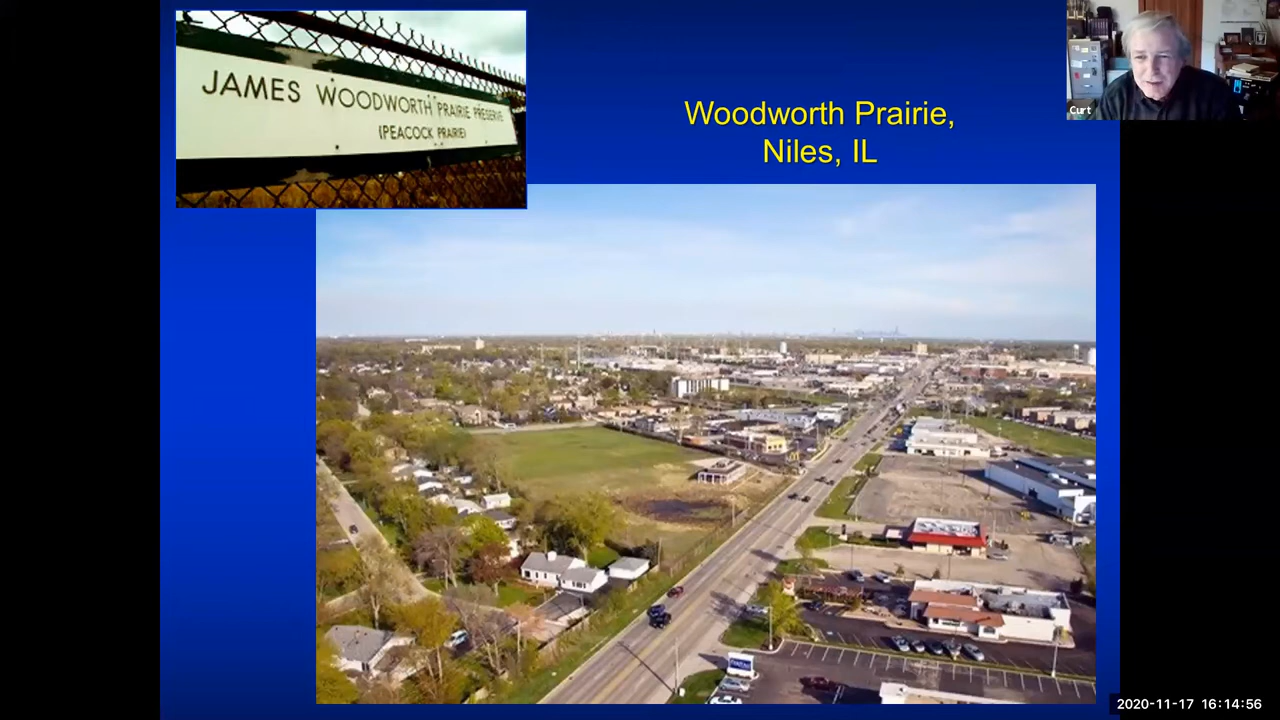 JAMES WOODWORTH PRAIRIE PRESERVE
(PEACOCK PRAIRIE)
Woodworth Prairie,
Niles, IL
Curt
2020-11-17 16:14:56